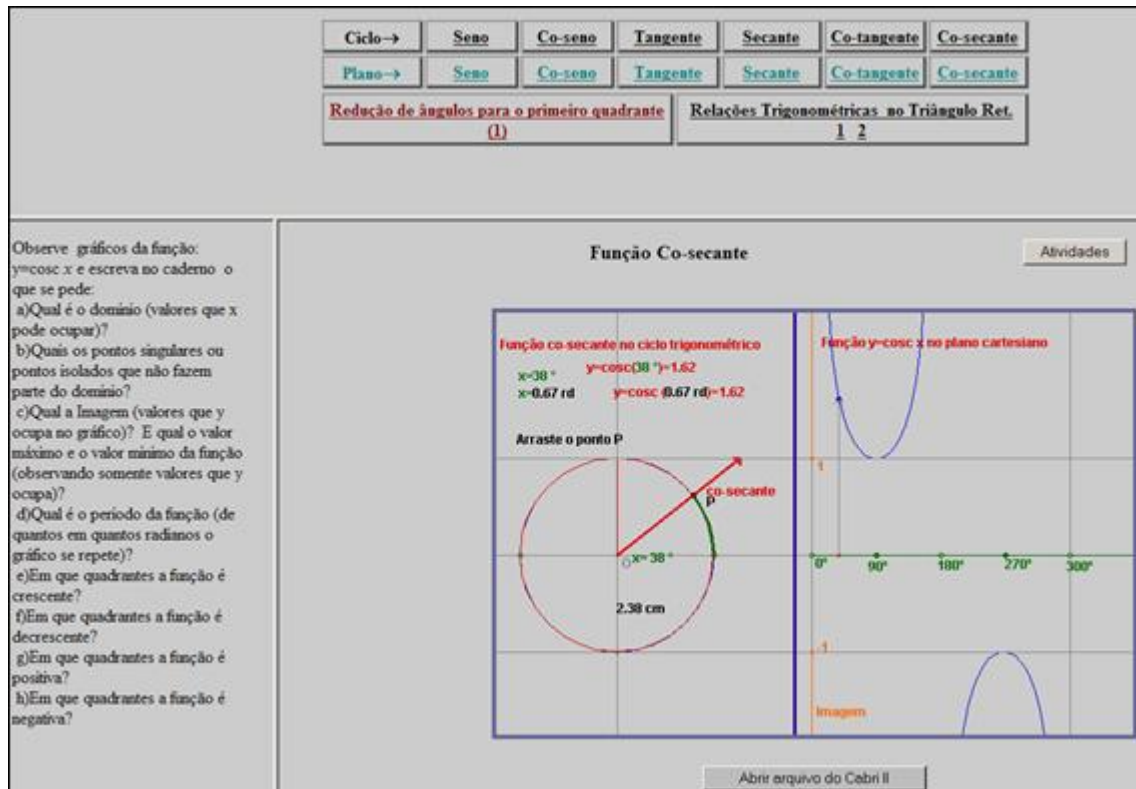 Ciclo→ Seno Co-seno Tangente Secante Co-tangente Co-secante
Plano→ Seno Co-seno Tangente Secante Co-tangente Co-secante
Redução de ângulos para o primeiro quadrante
(1)
Relações Trigonométricas no Triângulo Ret.
1 2
Observe gráficos da função:
y=cosc x e escreva no caderno o
que se pede:
a)Qual é o domínio (valores que x
pode ocupar)?
b)Quais os pontos singulares ou
pontos isolados que não fazem
parte do domínio?
c)Qual a Imagem (valores que y
ocupa no gráfico)? E qual o valor
máximo e o valor mínimo da função
(observando somente valores que y
ocupa)?
d)Qual é o período da função (de
quantos em quantos radianos o
gráfico se repete)?
e)Em que quadrantes a função é
crescente?
f)Em que quadrantes a função é
decrescente?
g)Em que quadrantes a função é
positiva?
h)Em que quadrantes a função é
negativa?
Função Co-secante
Atividades
Função co-secante no ciclo trigonométrico
y=cosc(38 °)=1.62
x=38 °
x=0.67 rd
y=cosc (0.67 rd)=1.62
Arraste o ponto P
co-secante
P
O
x= 38 °
2.38 cm
Função y=cosc x no plano cartesiano
1
0° 90° 180° 270° 300°
-1
Imagem
Abrir arquivo do Cabri II